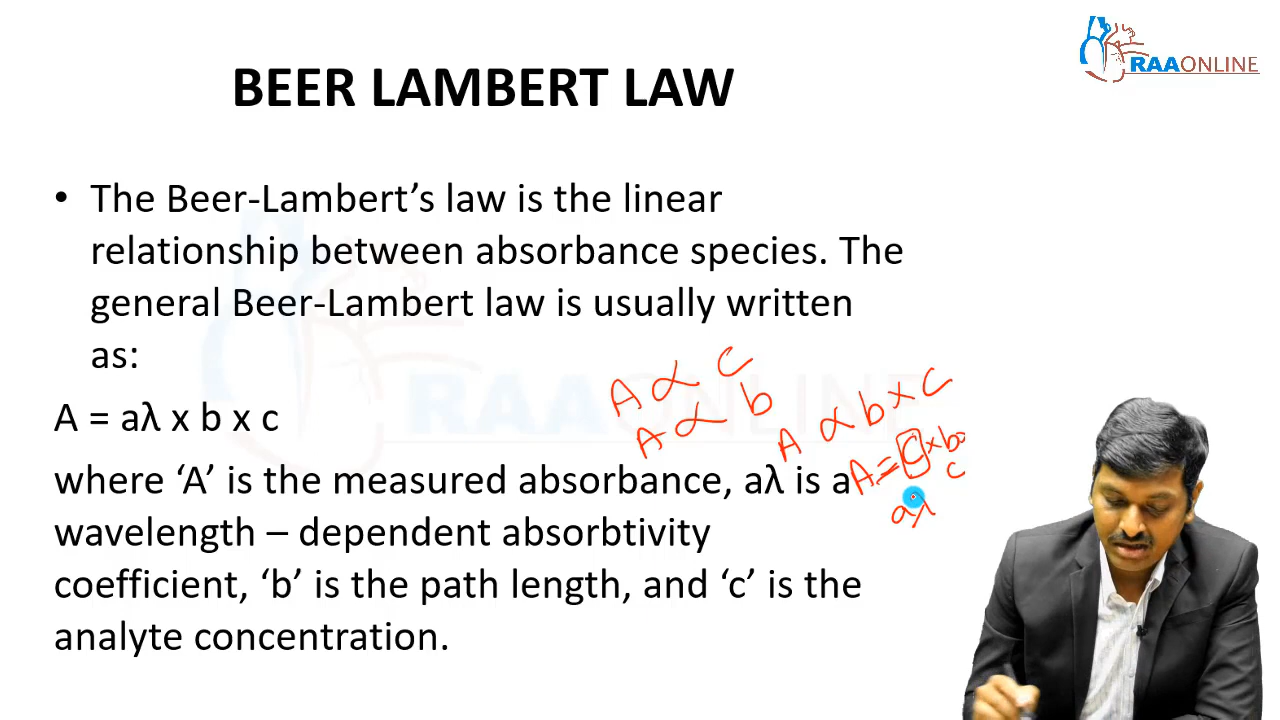 RAAONLINE
BEER LAMBERT LAW
• The Beer-Lambert’s law is the linear
relationship between absorbance species. The
general Beer-Lambert law is usually written
as:
A ∝ C
A ∝ b
A ∝ b × C
A = aλ x b x c
A = C × b×
C
aλ
where ‘A’ is the measured absorbance, aλ is a
wavelength – dependent absorbtivity
coefficient, ‘b’ is the path length, and ‘c’ is the
analyte concentration.
RAAONLINE